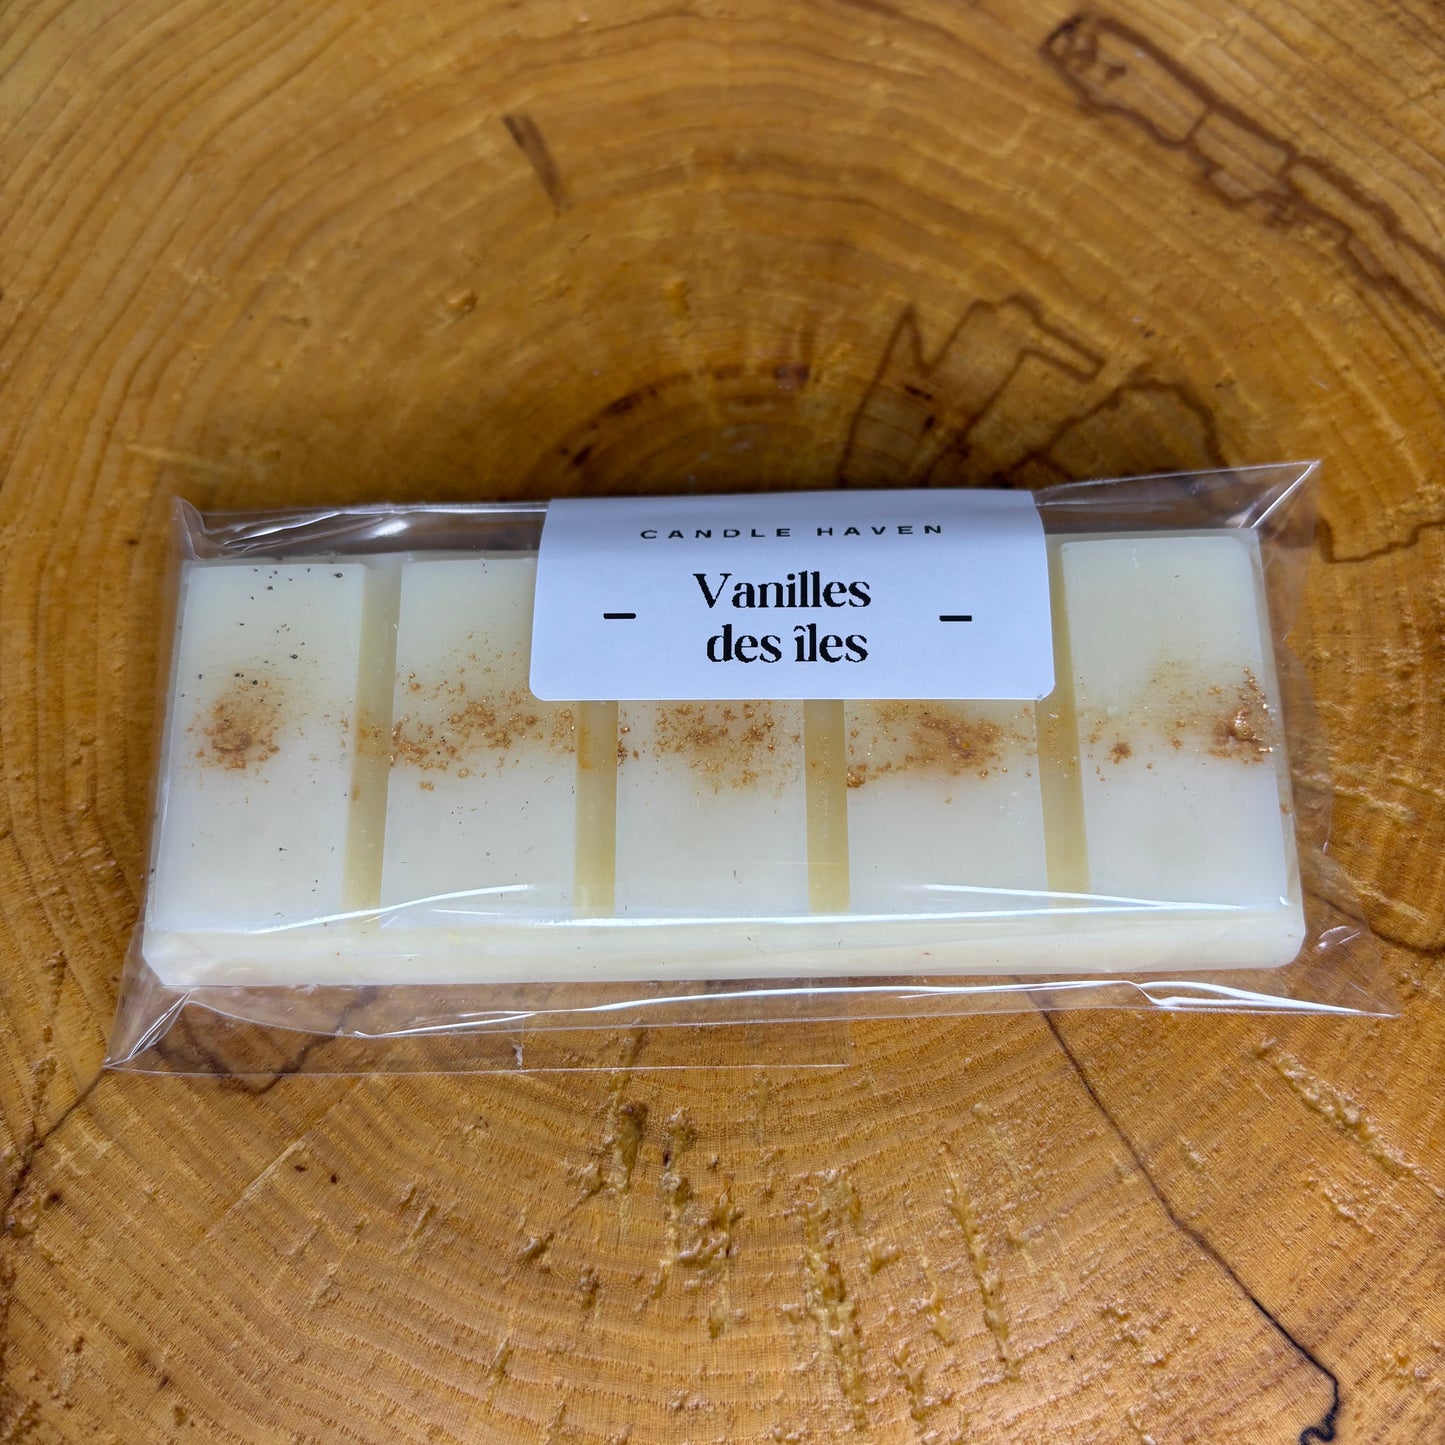 CANDLE HAVEN
Vanilles
des îles